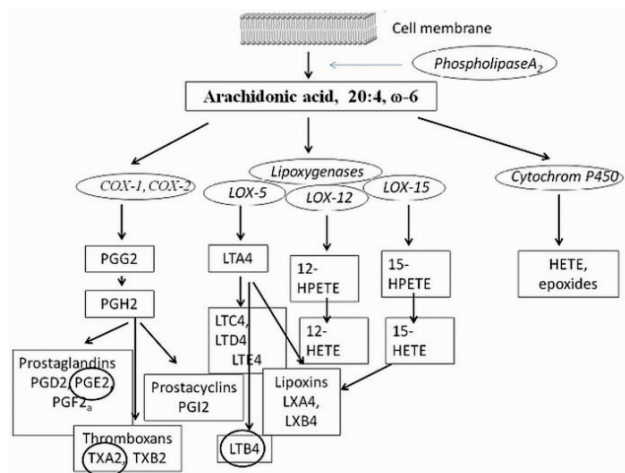 Cell membrane
PhospholipaseA₂
Arachidonic acid, 20:4, ω-6
Lipoxygenases
COX-1, COX-2
LOX-5
LOX-12
LOX-15
Cytochrom P450
PGG2
LTA4
12-
HPETE
15-
HPETE
HETE,
epoxides
PGH2
LTC4,
LTD4
LTE4
12-
HETE
15-
HETE
Prostaglandins
PGD2, PGE2,
PGF2ₐ
Prostacyclins
PGI2
Lipoxins
LXA4,
LXB4
Thromboxans
TXA2, TXB2
LTB4